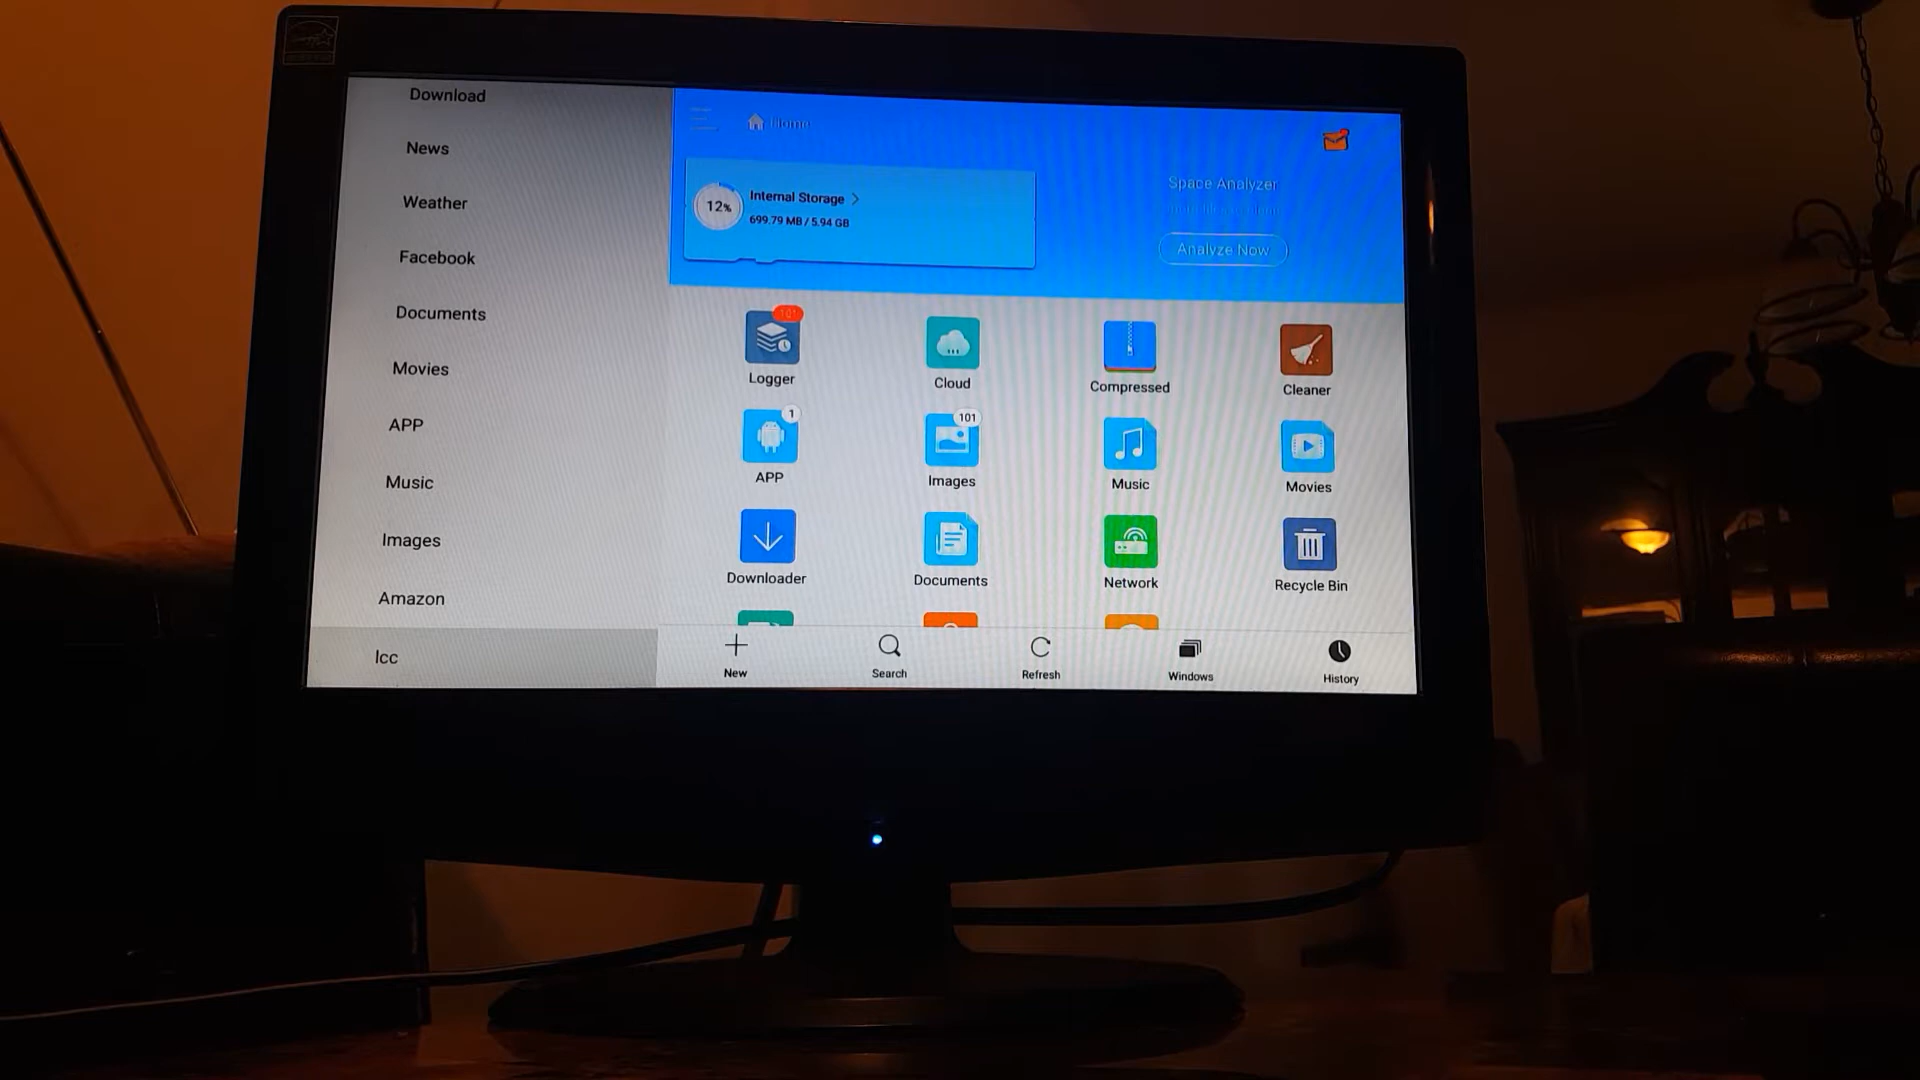 Download
News
Weather
Facebook
Documents
Movies
APP
Music
Images
Amazon
lcc
Home
12%
Internal Storage
699.79 MB / 5.94 GB
Space Analyzer
Analyze Now
101
Logger
Cloud
Compressed
Cleaner
1
APP
101
Images
Music
Movies
Downloader
Documents
Network
Recycle Bin
New
Search
Refresh
Windows
History